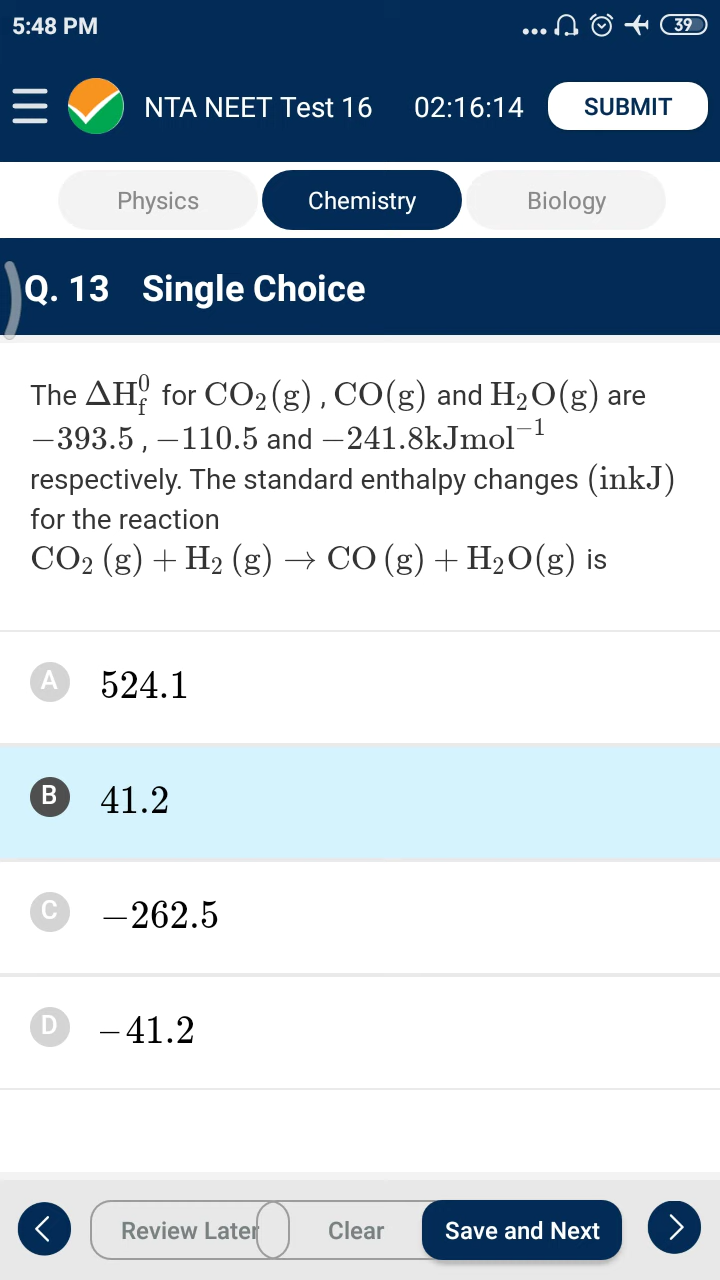 5:48 PM
... 39
NTA NEET Test 16 02:16:14 SUBMIT
Physics Chemistry Biology
Q. 13 Single Choice
The ΔH⁰f for CO₂(g) , CO(g) and H₂O(g) are
−393.5 , −110.5 and −241.8kJmol⁻¹
respectively. The standard enthalpy changes (inkJ)
for the reaction
CO₂ (g) + H₂ (g) → CO (g) + H₂O(g) is
A 524.1
B 41.2
C −262.5
D −41.2
Review Later Clear Save and Next